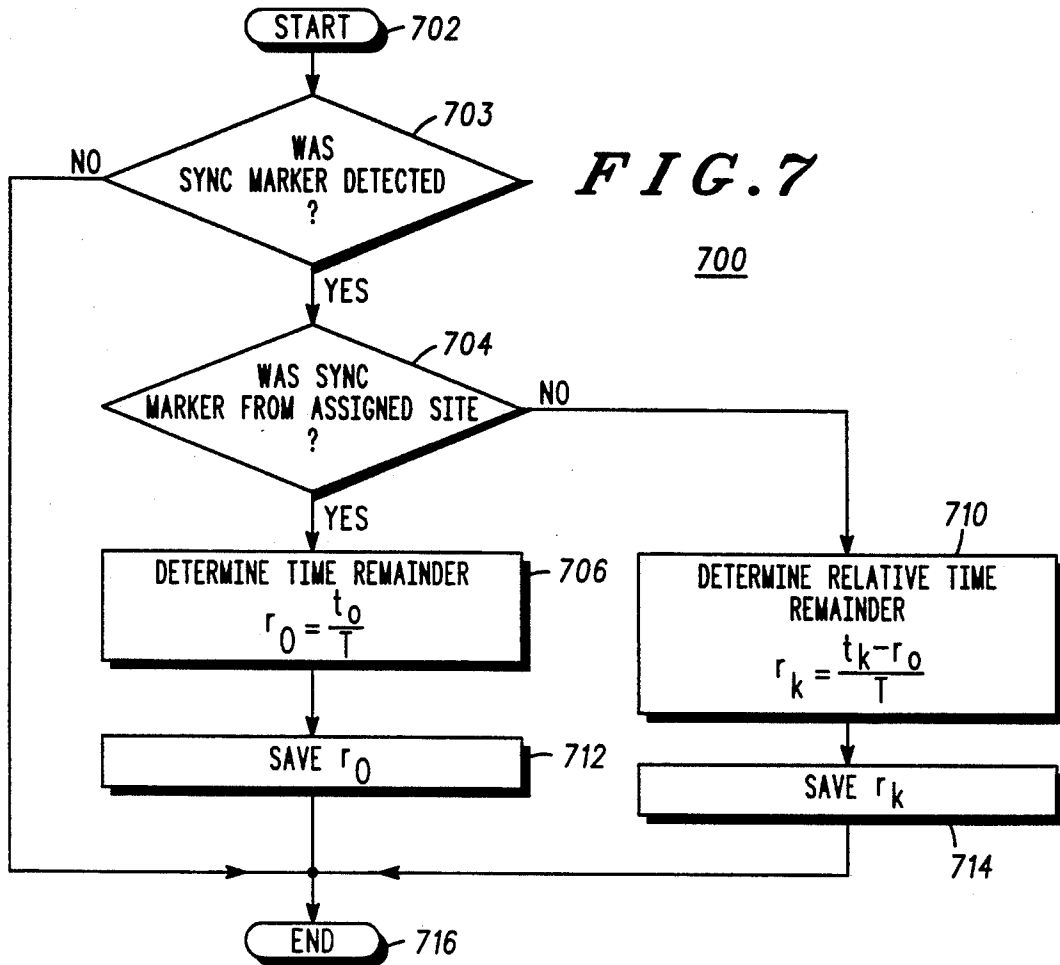 START
702
703
WAS
SYNC MARKER DETECTED
?
NO
FIG.7
700
YES
704
WAS SYNC
MARKER FROM ASSIGNED SITE
?
NO
YES
DETERMINE TIME REMAINDER
r0 = to/T
706
710
DETERMINE RELATIVE TIME
REMAINDER
rk = tk-ro/T
SAVE r0
712
SAVE rk
714
END
716